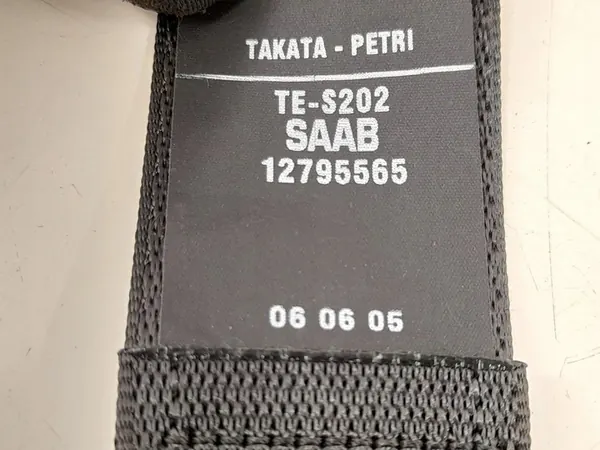 TAKATA - PETRI
TE-S202
SAAB
12795565
06 06 05